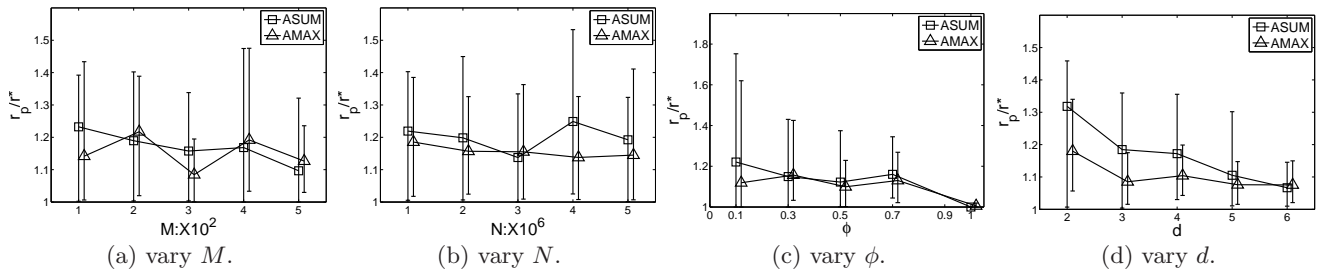 ASUM
AMAX
r_p/r*
1.5
1.4
1.3
1.2
1.1
1
1 2 3 4 5
M:X10^2
(a) vary M.
ASUM
AMAX
r_p/r*
1.5
1.4
1.3
1.2
1.1
1
1 2 3 4 5
N:X10^6
(b) vary N.
ASUM
AMAX
r_p/r*
1.8
1.6
1.4
1.2
1
0 0.1 0.3 0.5 0.7 0.9 1
ϕ
(c) vary ϕ.
ASUM
AMAX
r_p/r*
1.5
1.4
1.3
1.2
1.1
1
2 3 4 5 6
d
(d) vary d.